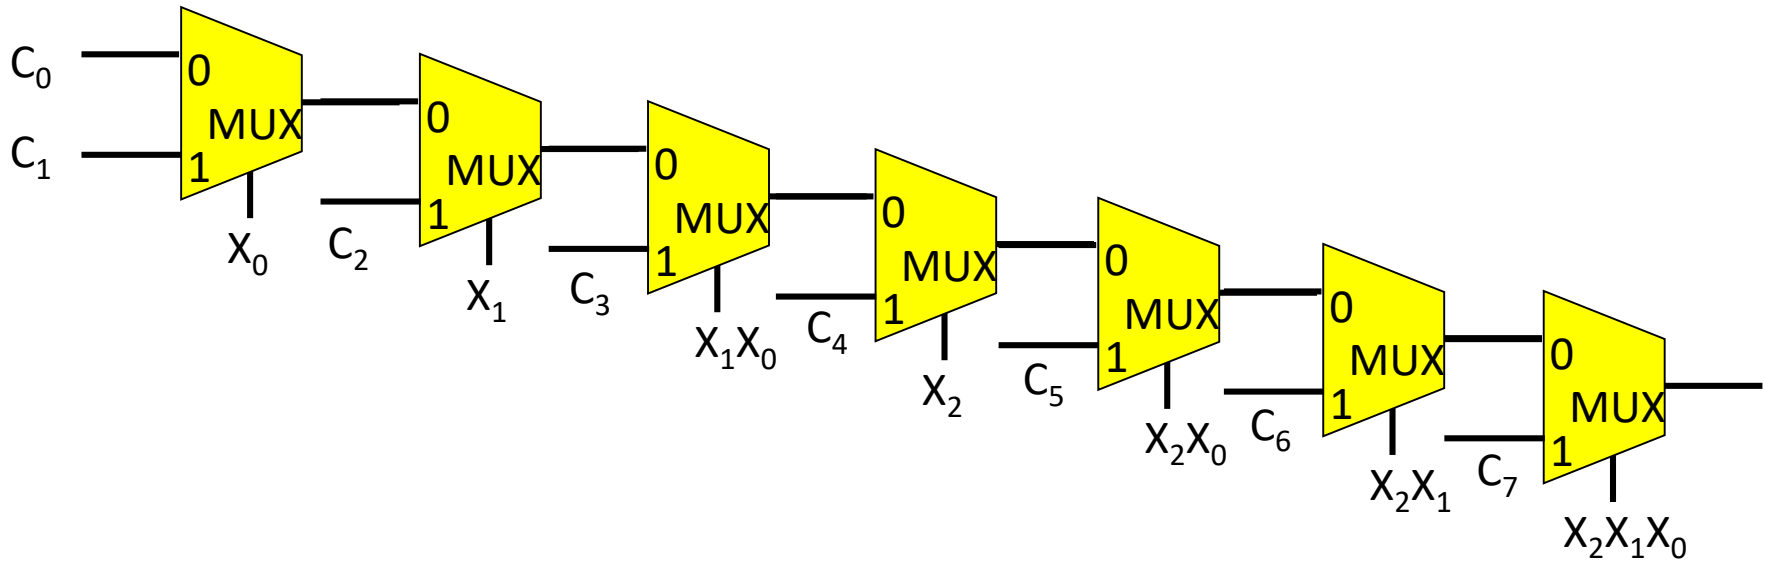 C₀
0
MUX
C₁
1
X₀
0
MUX
C₂
1
X₁
0
MUX
C₃
1
X₁X₀
0
MUX
C₄
1
X₂
0
MUX
C₅
1
X₂X₀
0
MUX
C₆
1
X₂X₁
0
MUX
C₇
1
X₂X₁X₀